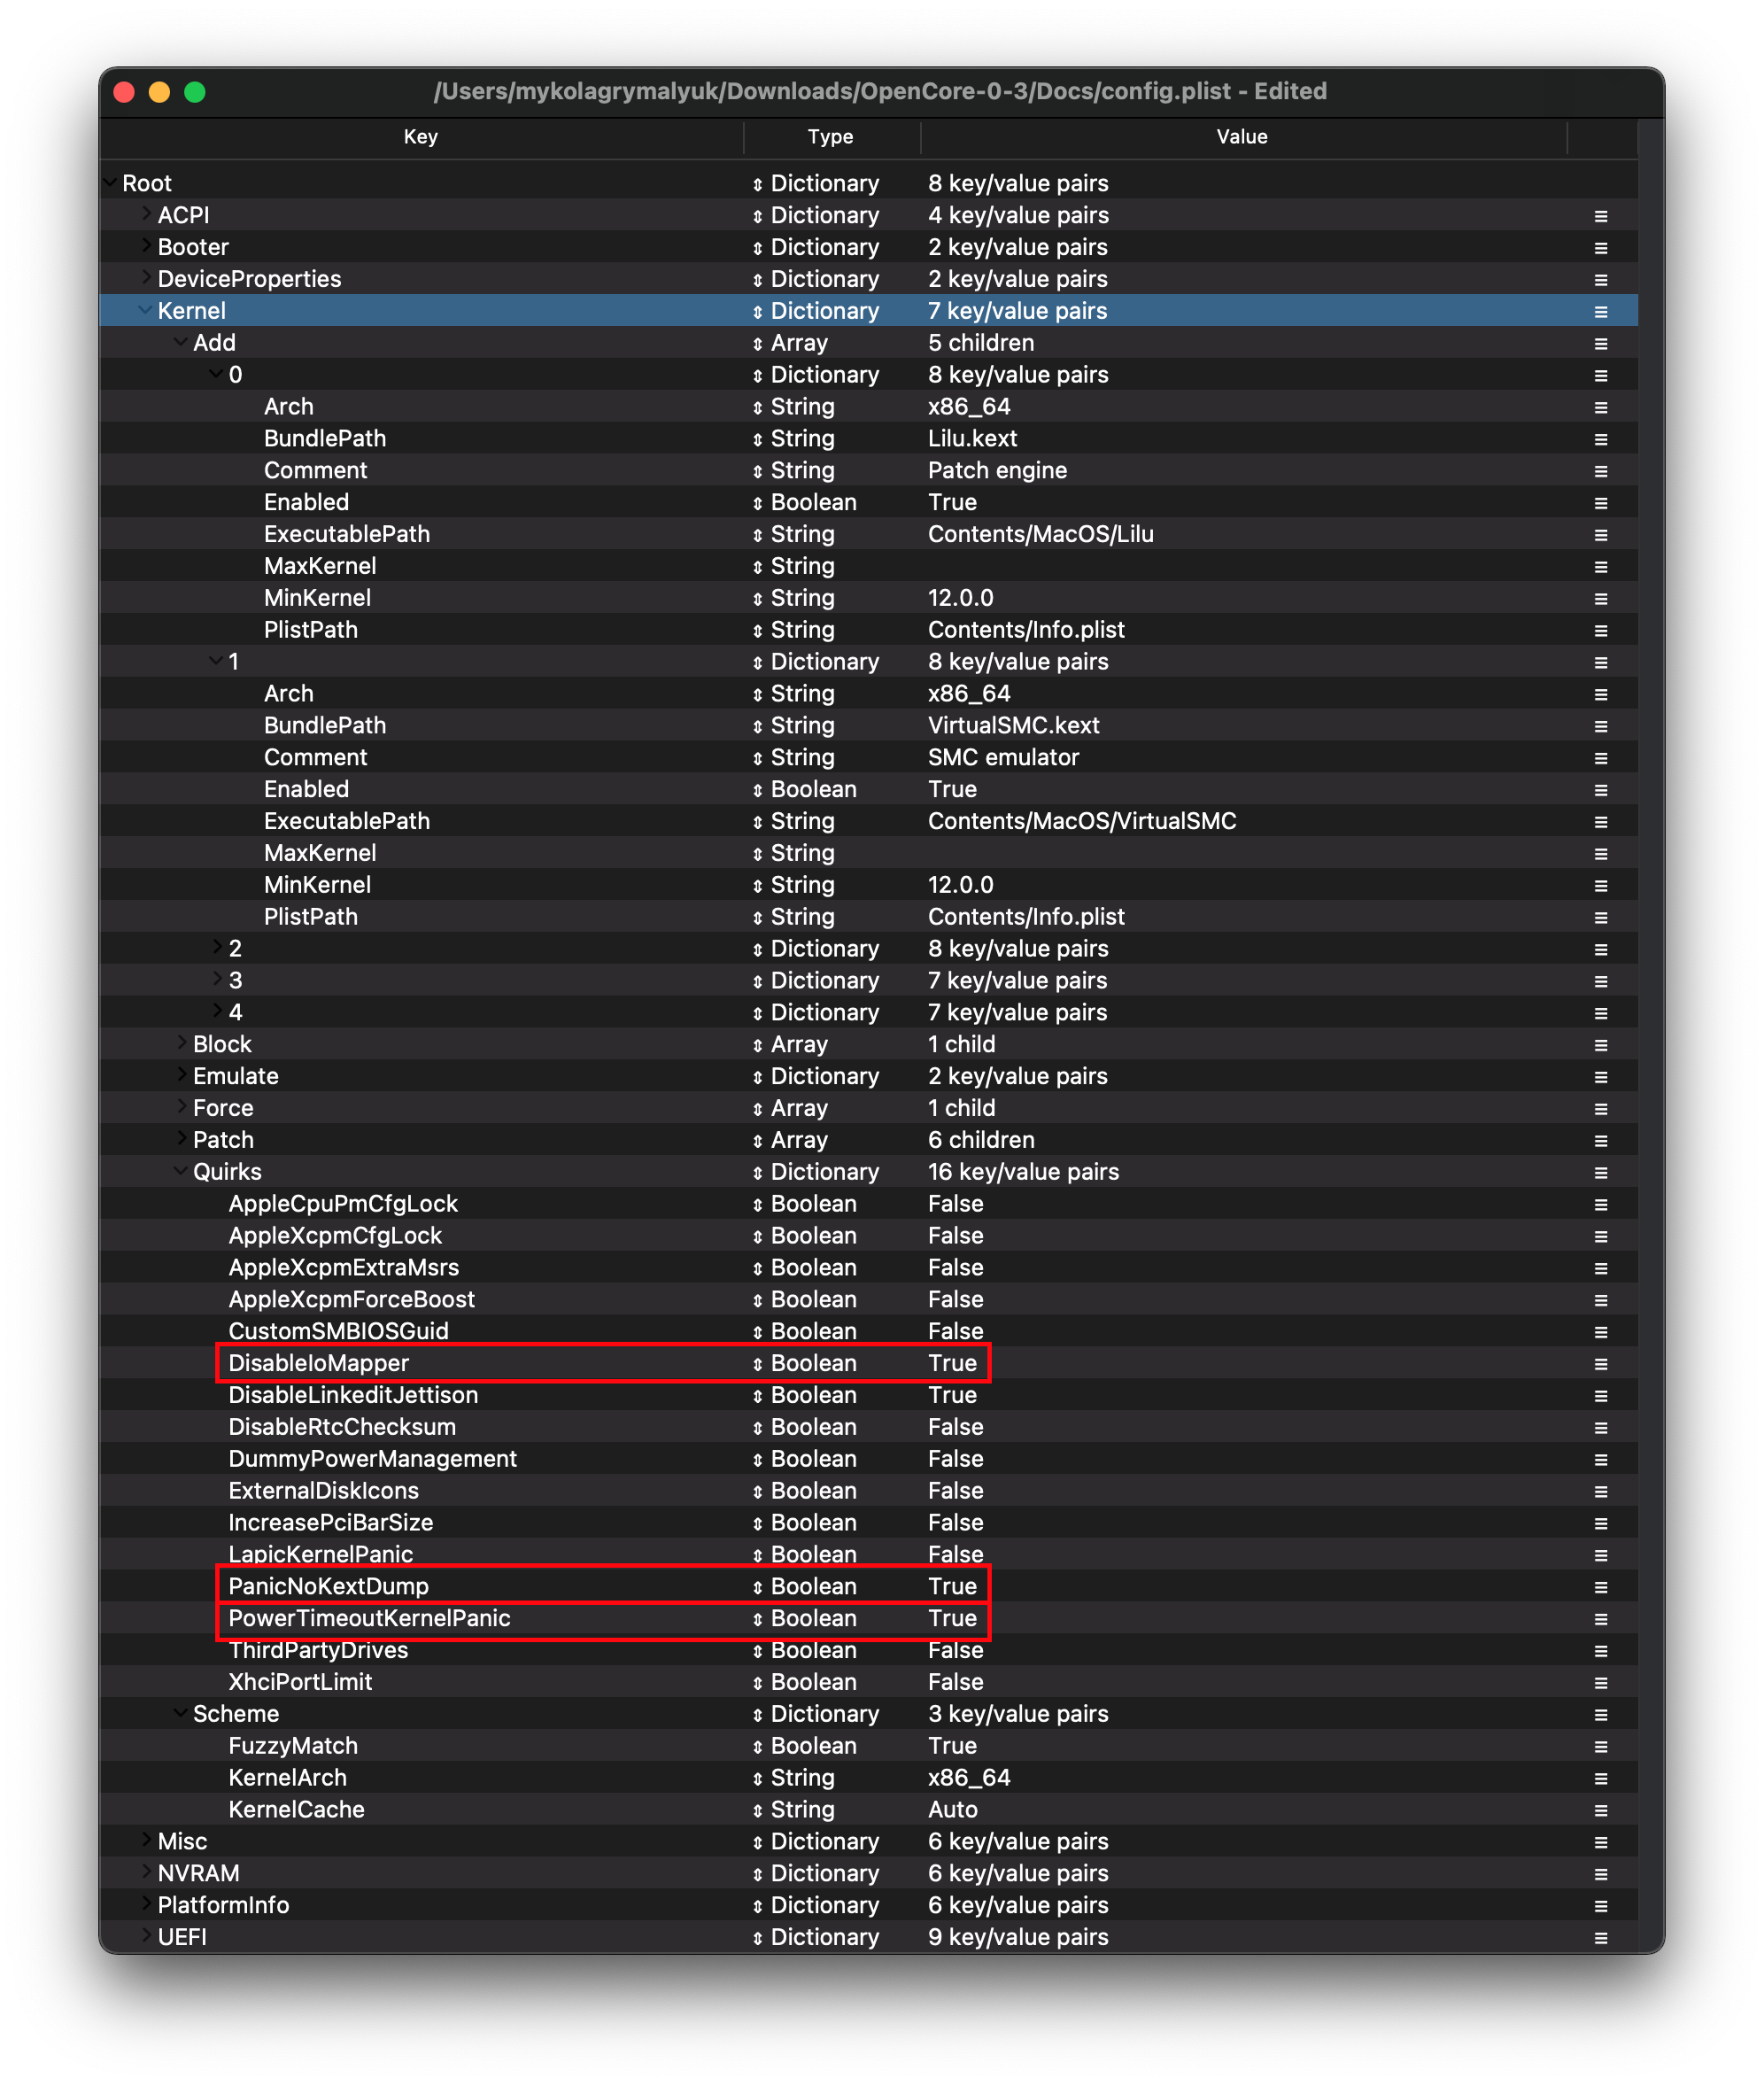 /Users/mykolagrymalyuk/Downloads/OpenCore-0-3/Docs/config.plist - Edited
Key Type Value
Root Dictionary 8 key/value pairs
ACPI Dictionary 4 key/value pairs
Booter Dictionary 2 key/value pairs
DeviceProperties Dictionary 2 key/value pairs
Kernel Dictionary 7 key/value pairs
Add Array 5 children
0 Dictionary 8 key/value pairs
Arch String x86_64
BundlePath String Lilu.kext
Comment String Patch engine
Enabled Boolean True
ExecutablePath String Contents/MacOS/Lilu
MaxKernel String
MinKernel String 12.0.0
PlistPath String Contents/Info.plist
1 Dictionary 8 key/value pairs
Arch String x86_64
BundlePath String VirtualSMC.kext
Comment String SMC emulator
Enabled Boolean True
ExecutablePath String Contents/MacOS/VirtualSMC
MaxKernel String
MinKernel String 12.0.0
PlistPath String Contents/Info.plist
2 Dictionary 8 key/value pairs
3 Dictionary 7 key/value pairs
4 Dictionary 7 key/value pairs
Block Array 1 child
Emulate Dictionary 2 key/value pairs
Force Array 1 child
Patch Array 6 children
Quirks Dictionary 16 key/value pairs
AppleCpuPmCfgLock Boolean False
AppleXcpmCfgLock Boolean False
AppleXcpmExtraMsrs Boolean False
AppleXcpmForceBoost Boolean False
CustomSMBIOSGuid Boolean False
DisableIoMapper Boolean True
DisableLinkeditJettison Boolean True
DisableRtcChecksum Boolean False
DummyPowerManagement Boolean False
ExternalDiskIcons Boolean False
IncreasePciBarSize Boolean False
LapicKernelPanic Boolean False
PanicNoKextDump Boolean True
PowerTimeoutKernelPanic Boolean True
ThirdPartyDrives Boolean False
XhciPortLimit Boolean False
Scheme Dictionary 3 key/value pairs
FuzzyMatch Boolean True
KernelArch String x86_64
KernelCache String Auto
Misc Dictionary 6 key/value pairs
NVRAM Dictionary 6 key/value pairs
PlatformInfo Dictionary 6 key/value pairs
UEFI Dictionary 9 key/value pairs